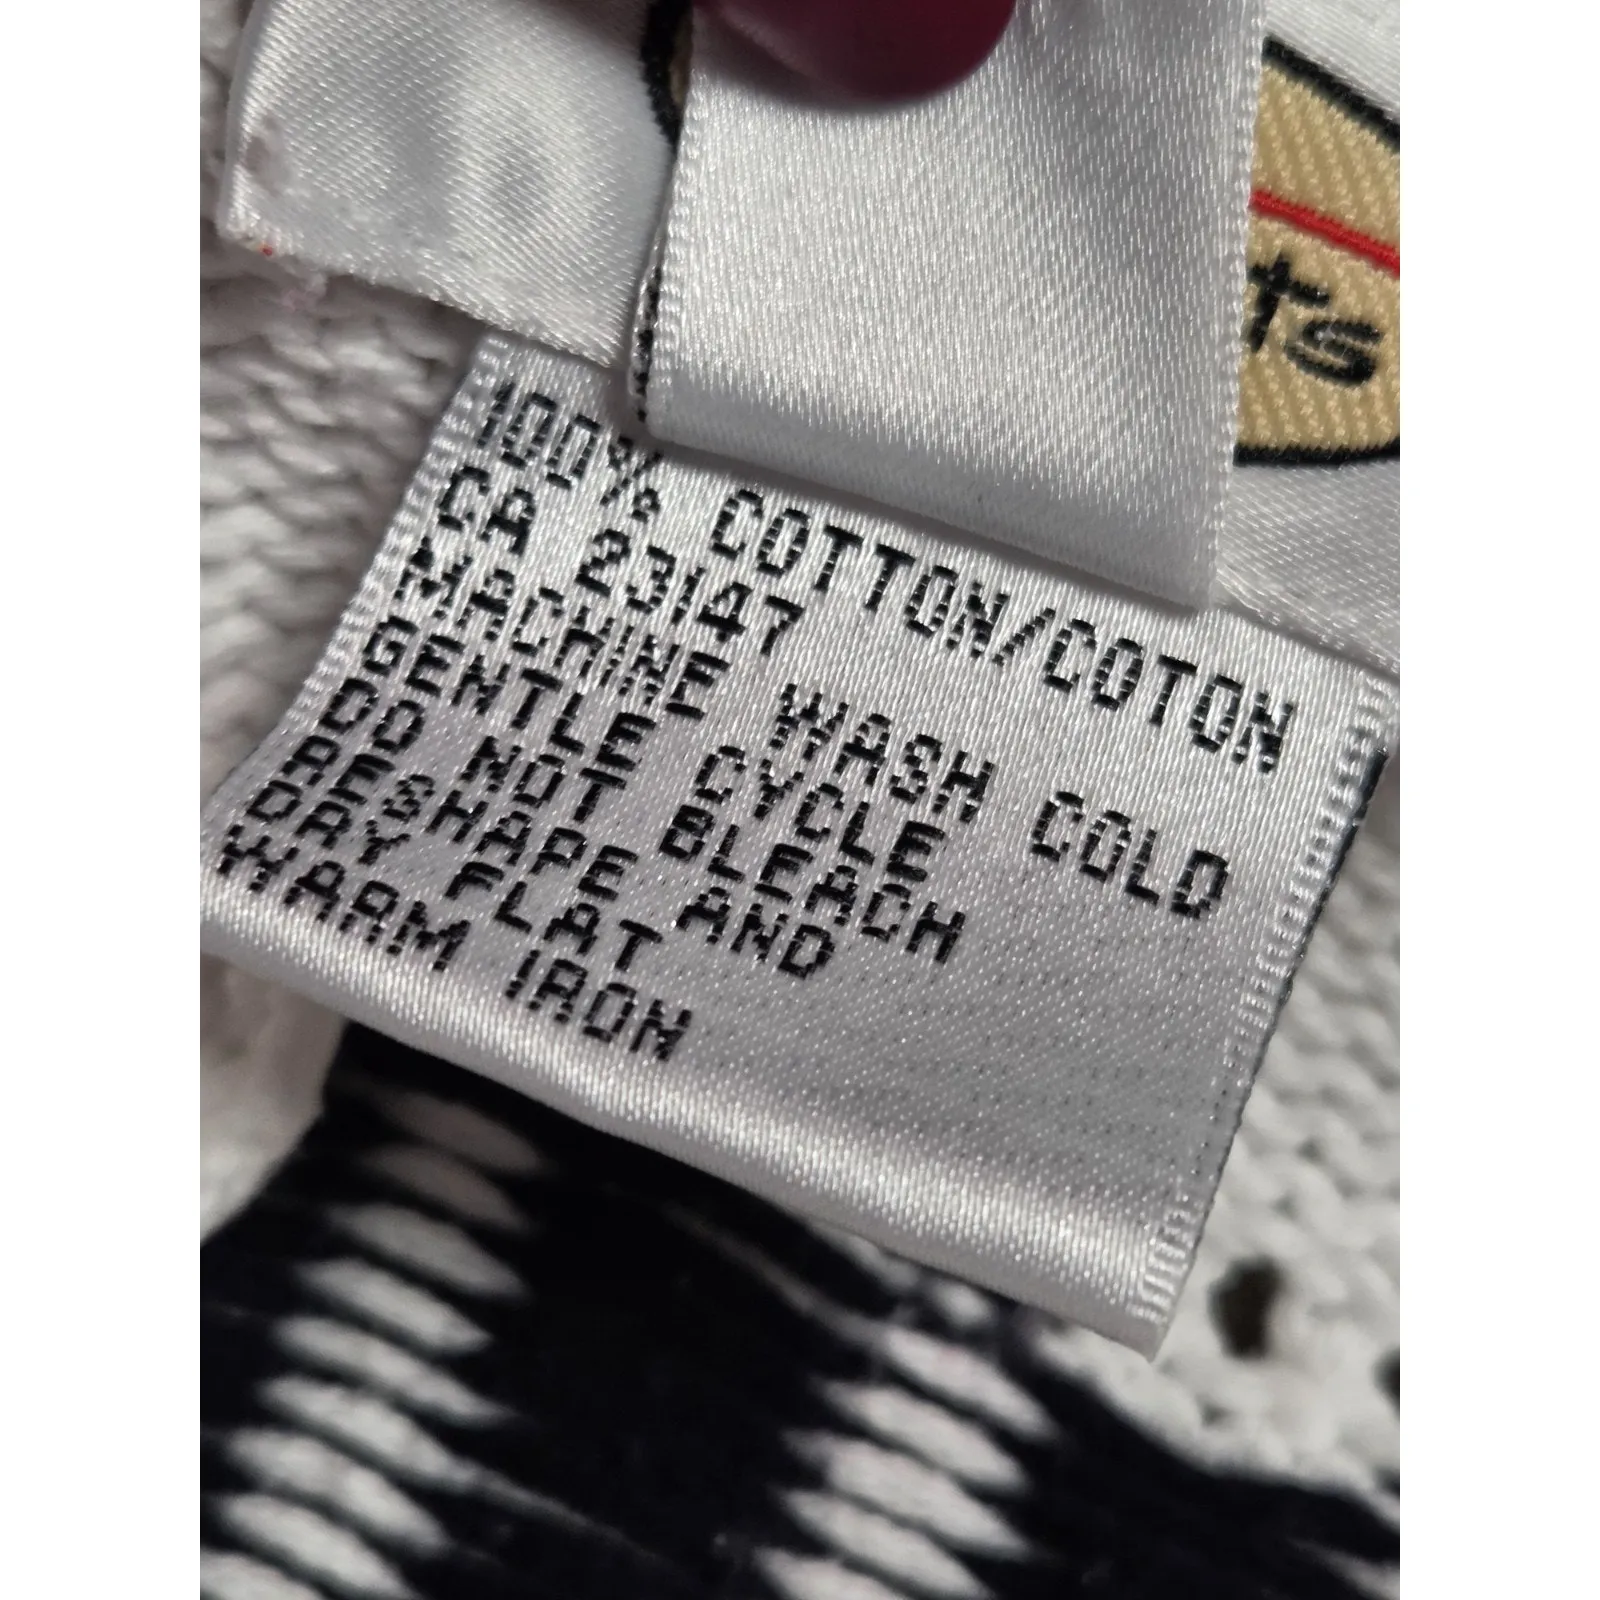 ts
100% COTTON/COTON
CA 23147
MACHINE WASH COLD
GENTLE CYCLE
DO NOT BLEACH
RESHAPE AND
DRY FLAT
WARM IRON